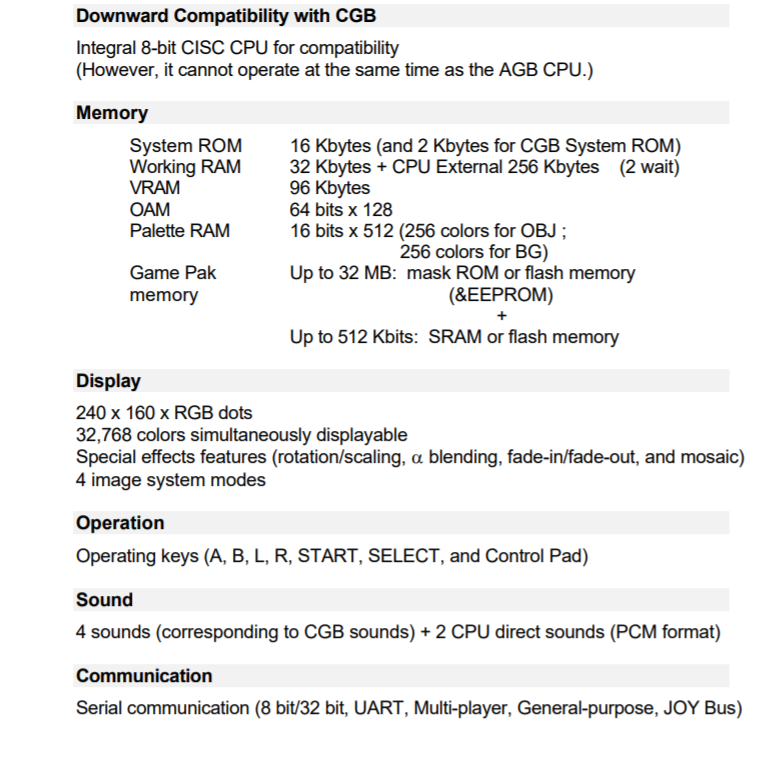 Downward Compatibility with CGB
Integral 8-bit CISC CPU for compatibility
(However, it cannot operate at the same time as the AGB CPU.)
Memory
System ROM 16 Kbytes (and 2 Kbytes for CGB System ROM)
Working RAM 32 Kbytes + CPU External 256 Kbytes (2 wait)
VRAM 96 Kbytes
OAM 64 bits x 128
Palette RAM 16 bits x 512 (256 colors for OBJ ;
256 colors for BG)
Game Pak Up to 32 MB: mask ROM or flash memory
memory (&EEPROM)
+
Up to 512 Kbits: SRAM or flash memory
Display
240 x 160 x RGB dots
32,768 colors simultaneously displayable
Special effects features (rotation/scaling, α blending, fade-in/fade-out, and mosaic)
4 image system modes
Operation
Operating keys (A, B, L, R, START, SELECT, and Control Pad)
Sound
4 sounds (corresponding to CGB sounds) + 2 CPU direct sounds (PCM format)
Communication
Serial communication (8 bit/32 bit, UART, Multi-player, General-purpose, JOY Bus)